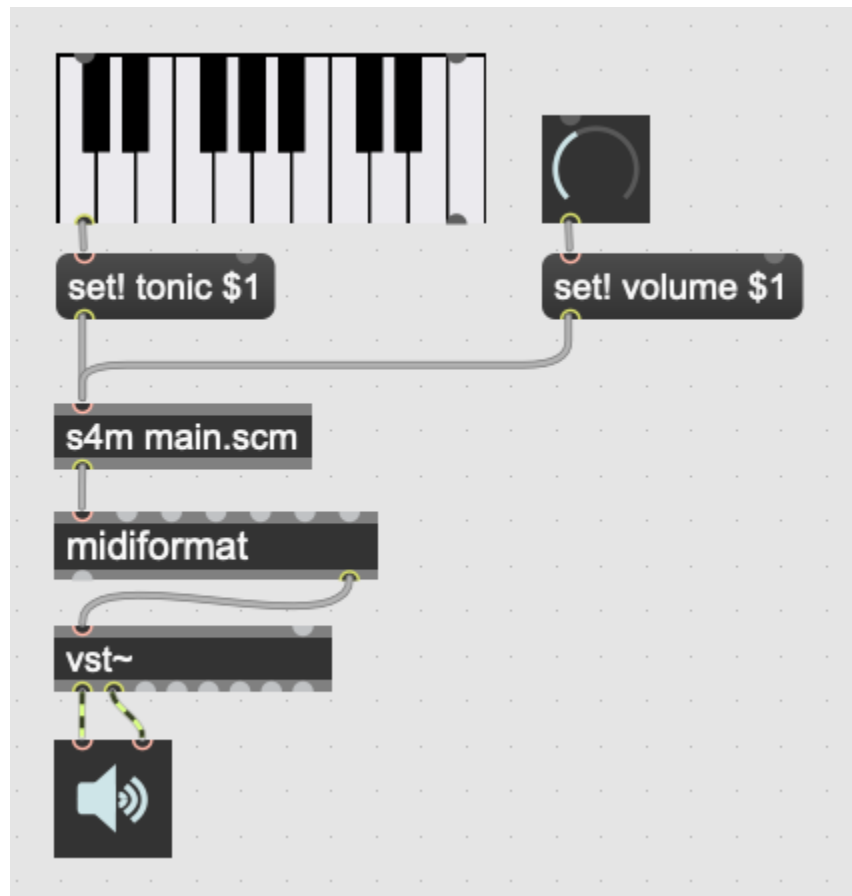 set! tonic $1
set! volume $1
s4m main.scm
midiformat
vst~